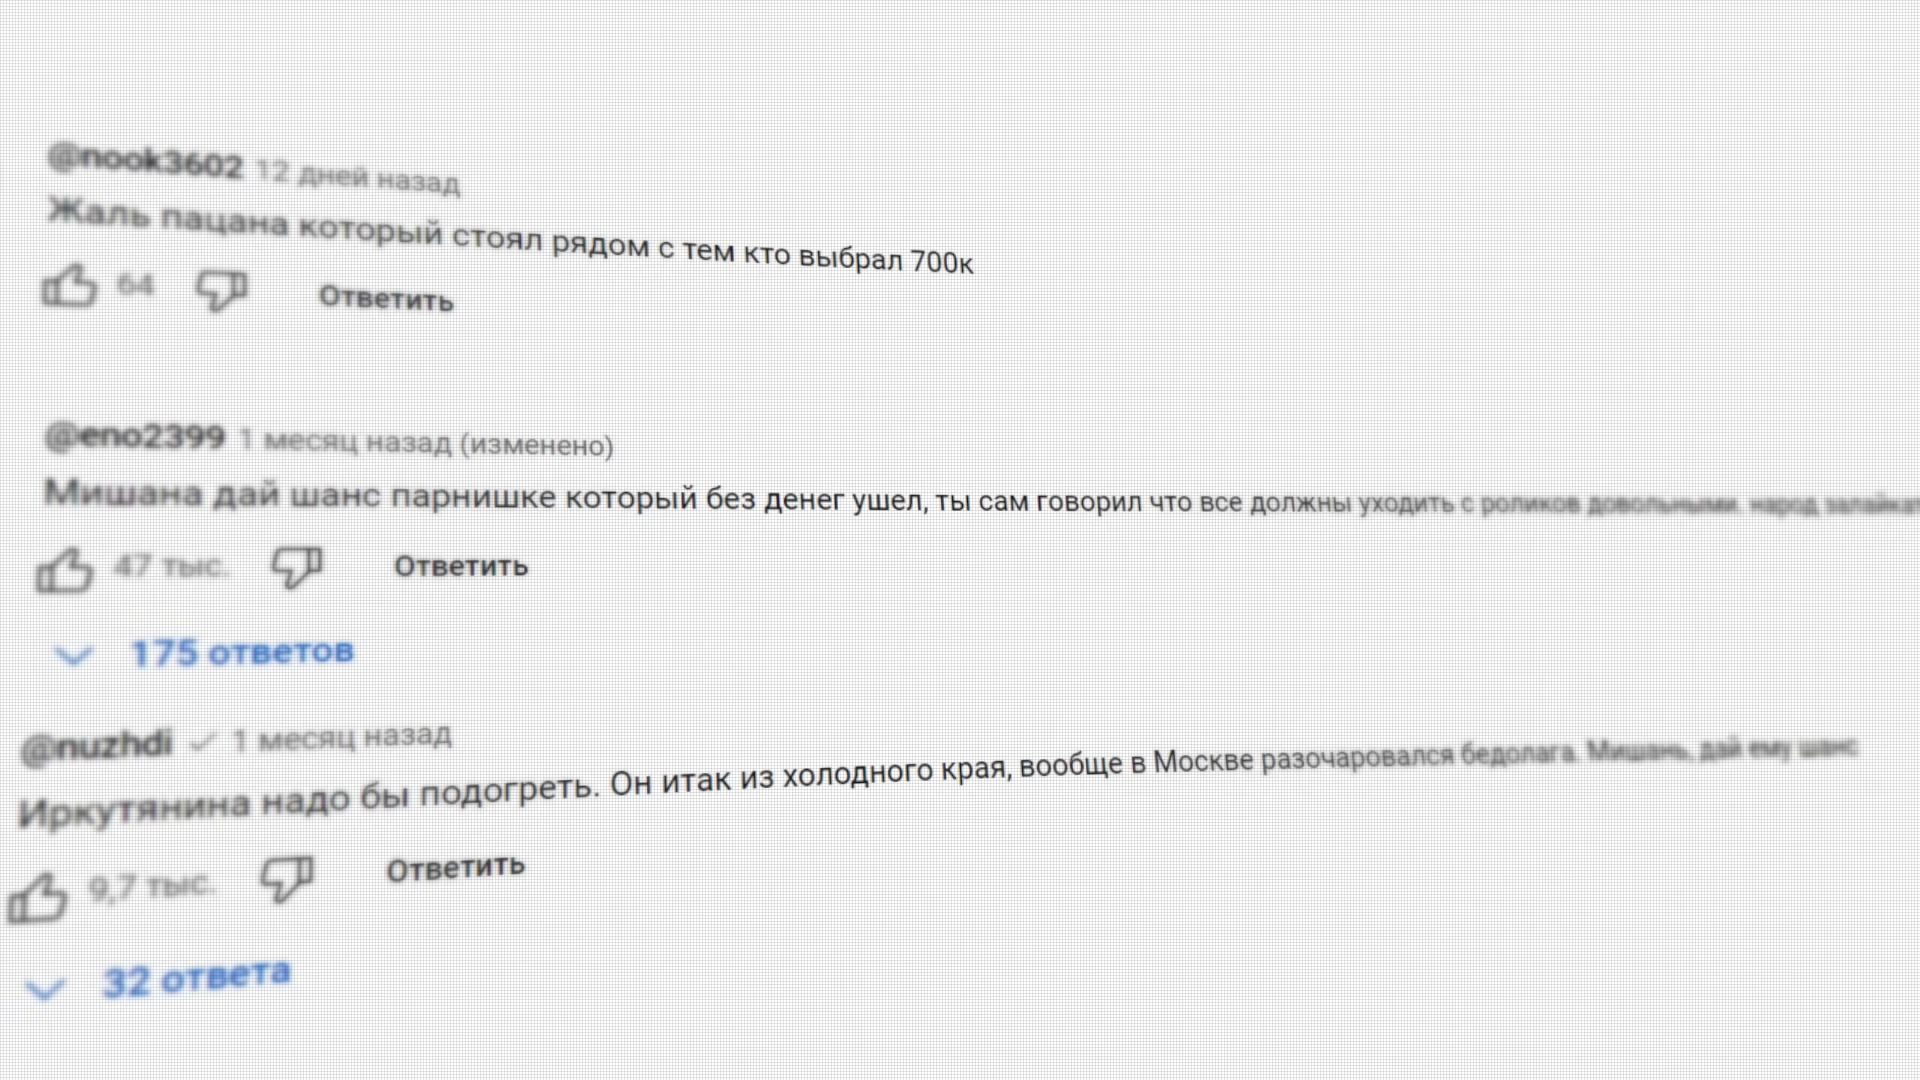 @nook3602 12 дней назад
Жаль пацана который стоял рядом с тем кто выбрал 700к
64 Ответить
@eno2399 1 месяц назад (изменено)
Мишана дай шанс парнишке который без денег ушел, ты сам говорил что все должны уходить с роликов довольными. народ
47 тыс. Ответить
175 ответов
@nuzhdi 1 месяц назад
Иркутянина надо бы подогреть. Он итак из холодного края, вообще в Москве разочаровался бедолага. Мишань, дай ему шанс
9,7 тыс. Ответить
32 ответа